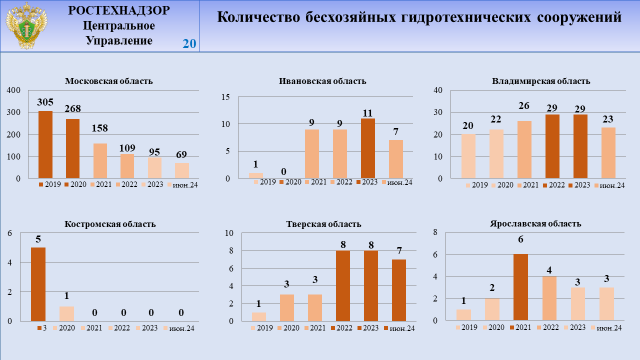 РОСТЕХНАДЗОР
Центральное
Управление
20
Количество бесхозяйных гидротехнических сооружений
Московская область
400
300
200
100
0
305 268 158 109 95 69
2019 2020 2021 2022 2023 июн.24
Ивановская область
15
10
5
0
1 0 9 9 11 7
2019 2020 2021 2022 2023 июн.24
Владимирская область
40
30
20
10
0
20 22 26 29 29 23
2019 2020 2021 2022 2023 июн.24
Костромская область
6
4
2
0
5 1 0 0 0 0
3 2020 2021 2022 2023 июн.24
Тверская область
10
8
6
4
2
0
1 3 3 8 8 7
2019 2020 2021 2022 2023 июн.24
Ярославская область
8
6
4
2
0
1 2 6 4 3 3
2019 2020 2021 2022 2023 июн.24